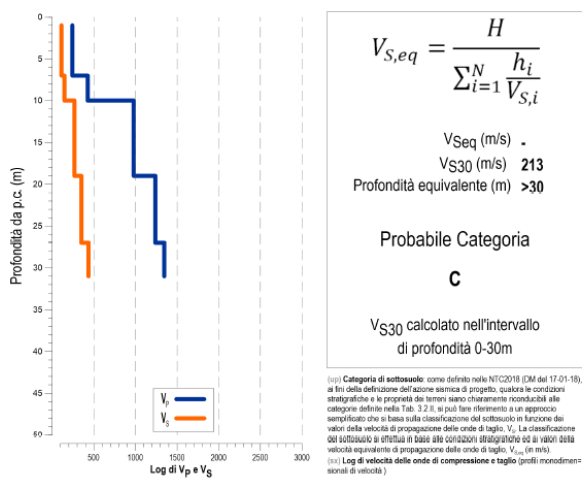 0
10
20
30
40
50
60
Profondità da p.c. (m)
500
1000
1500
2000
2500
3000
Log di VP e VS
VP
VS
VS,eq = H / ∑ᵢ₌₁ᴺ hᵢ / VS,i
VSeq (m/s) -
VS30 (m/s) 213
Profondità equivalente (m) >30
Probabile Categoria
C
VS30 calcolato nell'intervallo
di profondità 0-30m
(up) Categoria di sottosuolo: come definito nelle NTC2018 (DM del 17-01-18),
ai fini della definizione dell'azione sismica di progetto, qualora le condizioni
stratigrafiche e le proprietà dei terreni siano chiaramente riconducibili alle
categorie definite nella Tab. 3.2.II, si può fare riferimento a un approccio
semplificato che si basa sulla classificazione del sottosuolo in funzione dei
valori della velocità di propagazione delle onde di taglio, VS. La classificazione
del sottosuolo si effettua in base alle condizioni stratigrafiche ed ai valori della
velocità equivalente di propagazione delle onde di taglio, VS,eq (in m/s).
(sx) Log di velocità delle onde di compressione e taglio (profili monodimen=
sionali di velocità )